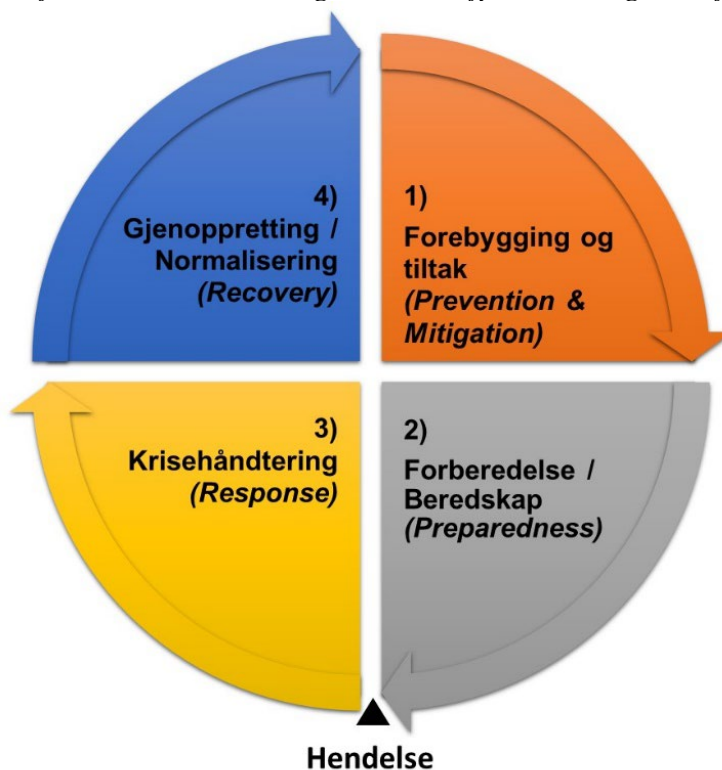 4)
Gjenoppretting /
Normalisering
(Recovery)
1)
Forebygging og
tiltak
(Prevention &
Mitigation)
3)
Krisehåndtering
(Response)
2)
Forberedelse /
Beredskap
(Preparedness)
Hendelse